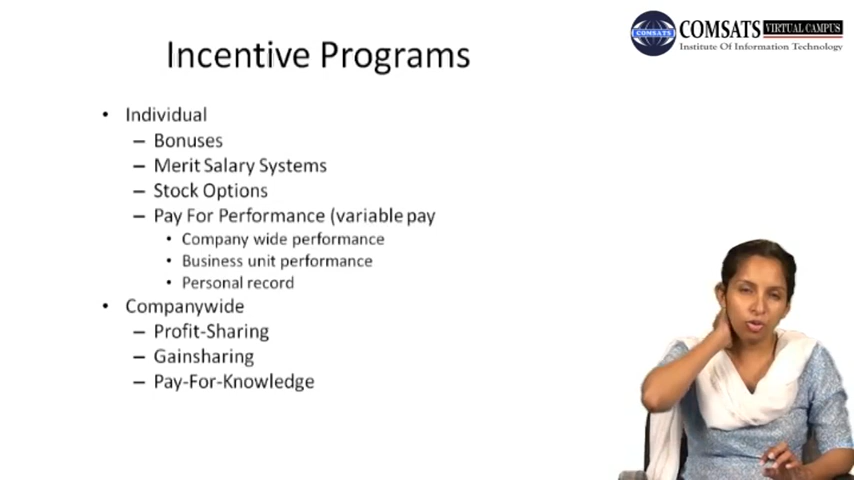 COMSATS
COMSATS VIRTUAL CAMPUS
Institute Of Information Technology
Incentive Programs
• Individual
– Bonuses
– Merit Salary Systems
– Stock Options
– Pay For Performance (variable pay
• Company wide performance
• Business unit performance
• Personal record
• Companywide
– Profit-Sharing
– Gainsharing
– Pay-For-Knowledge